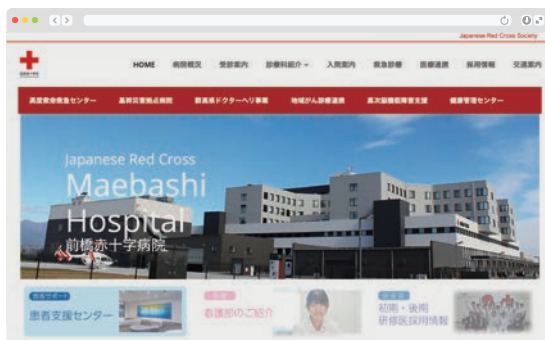 Japanese Red Cross Society
HOME 病院概況 受診案内 診療科紹介 入院案内 救急診療 医療連携 採用情報 交通案内
高度救命救急センター 基幹災害拠点病院 群馬県ドクターヘリ事業 地域がん診療連携 高次脳機能障害支援 健康管理センター
Japanese Red Cross
Maebashi
Hospital
前橋赤十字病院
患者サポート
患者支援センター
看護部のご紹介
初期・後期
研修医採用情報